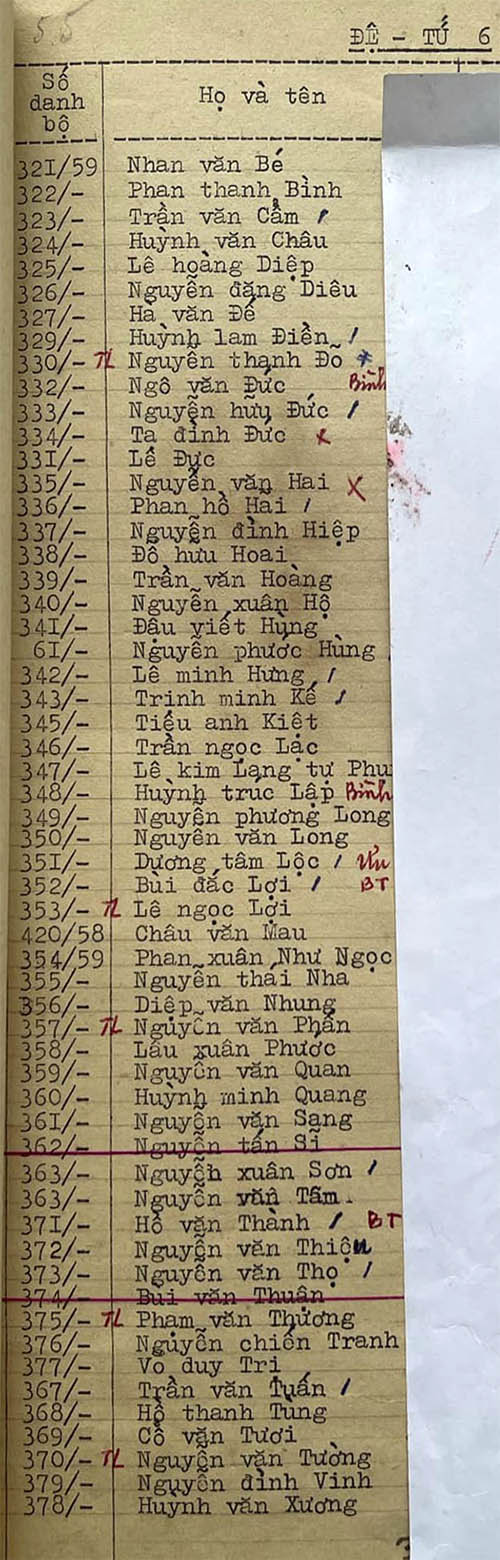 5.5
ĐỆ - TỨ 6
Số danh bộ Họ và tên
321/59 Nhan văn Bé
322/- Phan thanh Bình
323/- Trần văn Cẩm /
324/- Huỳnh văn Châu
325/- Lê hoàng Diệp
326/- Nguyễn đăng Diêu
327/- Hà văn Đê
329/- Huỳnh lam Điền /
330/- TL Nguyễn thạnh Đô *
332/- Ngô văn Đức Bình
333/- Nguyễn hữu Đức /
334/- Tạ đình Đức x
331/- Lê Đực
335/- Nguyễn văn Hai X
336/- Phan hồ Hải /
337/- Nguyễn đình Hiệp
338/- Đỗ hữu Hoài
339/- Trần văn Hoàng
340/- Nguyễn xuân Hộ
341/- Đậu viết Hùng
61/- Nguyễn phước Hùng
342/- Lê minh Hưng /
343/- Trịnh minh Kế /
345/- Tiểu anh Kiệt
346/- Trần ngọc Lạc
347/- Lê kim Lạng tự Phu
348/- Huỳnh trúc Lập Bình
349/- Nguyễn phương Long
350/- Nguyễn văn Long
351/- Dương tâm Lộc /
352/- Bùi đắc Lợi / BT
353/- TL Lê ngọc Lợi
420/58 Châu văn Mau
354/59 Phan xuân Như Ngọc
355/- Nguyễn thái Nha
356/- Diệp văn Nhung
357/- TL Nguyễn văn Phấn
358/- Lâu xuân Phước
359/- Nguyễn văn Quan
360/- Huỳnh minh Quang
361/- Nguyễn văn Sang
362/- Nguyễn tấn Sĩ
363/- Nguyễn xuân Sơn /
363/- Nguyễn văn Tâm.
371/- Hồ văn Thành / BT
372/- Nguyễn văn Thiện
373/- Nguyễn văn Thọ /
374/- Bùi văn Thuận
375/- TL Phạm văn Thương
376/- Nguyễn chiến Tranh
377/- Võ duy Trí
367/- Trần văn Tuấn /
368/- Hồ thanh Tùng
369/- Cổ văn Tươi
370/- TL Nguyễn văn Tường
379/- Nguyễn đình Vinh
378/- Huỳnh văn Xương